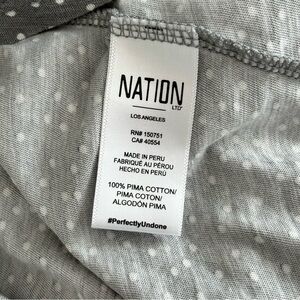 NATION
LTD
LOS ANGELES
RN# 150751
CA# 40554
MADE IN PERU
FABRIQUÉ AU PÉROU
HECHO EN PERÚ
100% PIMA COTTON/
PIMA COTON/
ALGODÓN PIMA
#PerfectlyUndone